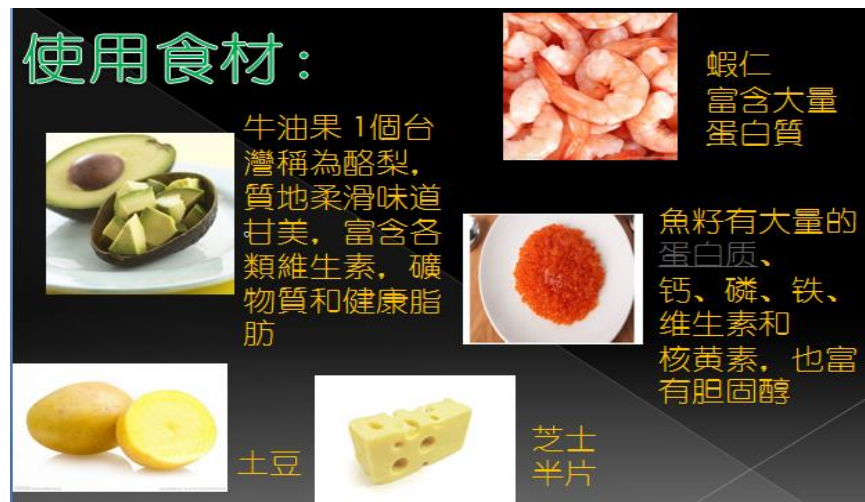 使用食材：
牛油果 1個台
灣稱為酪梨，
質地柔滑味道
甘美，富含各
類維生素，礦
物質和健康脂
肪
蝦仁
富含大量
蛋白質
魚籽有大量的
蛋白质、
钙、磷、铁、
维生素和
核黄素，也富
有胆固醇
土豆
芝士
半片